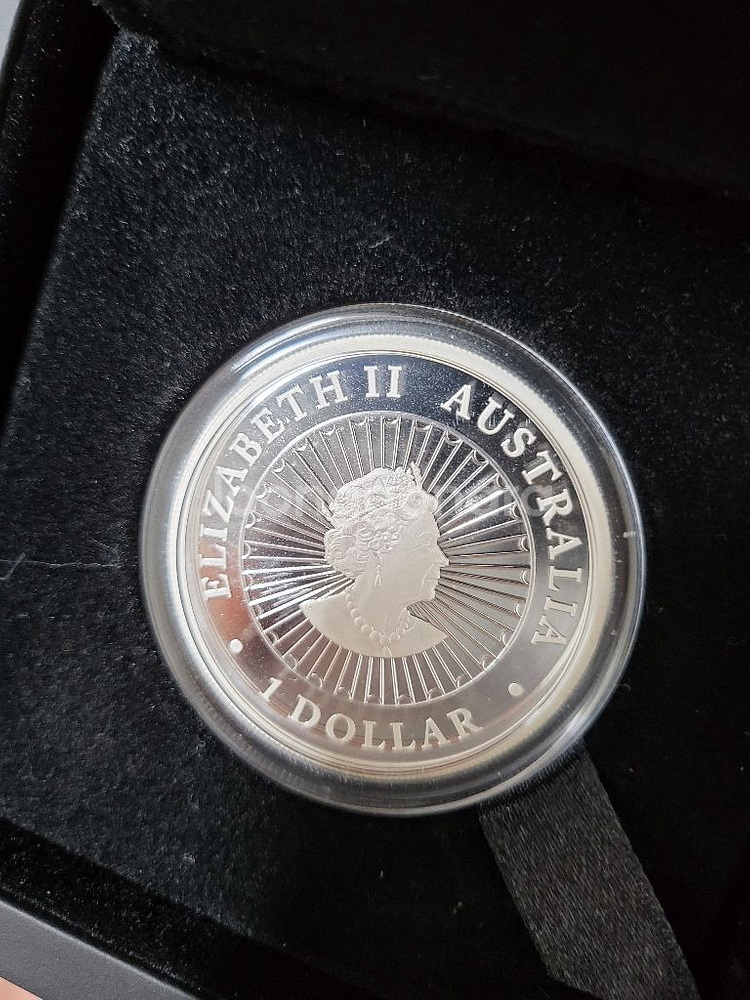 ELIZABETH II AUSTRALIA
• 1 DOLLAR •